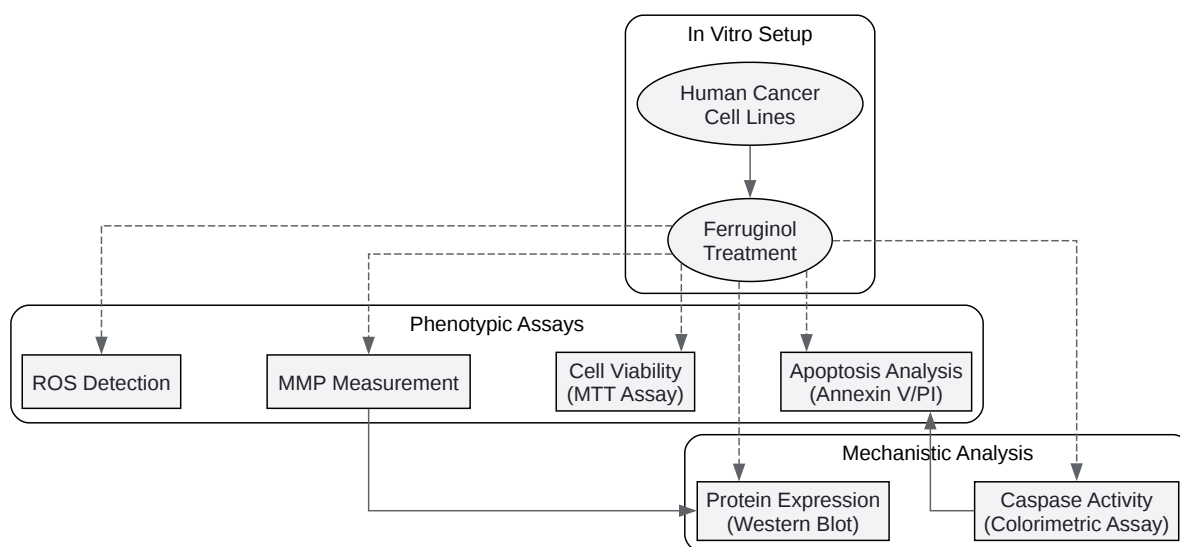 In Vitro Setup
Human Cancer
Cell Lines
Ferruginol
Treatment
Phenotypic Assays
ROS Detection
MMP Measurement
Cell Viability
(MTT Assay)
Apoptosis Analysis
(Annexin V/PI)
Mechanistic Analysis
Protein Expression
(Western Blot)
Caspase Activity
(Colorimetric Assay)